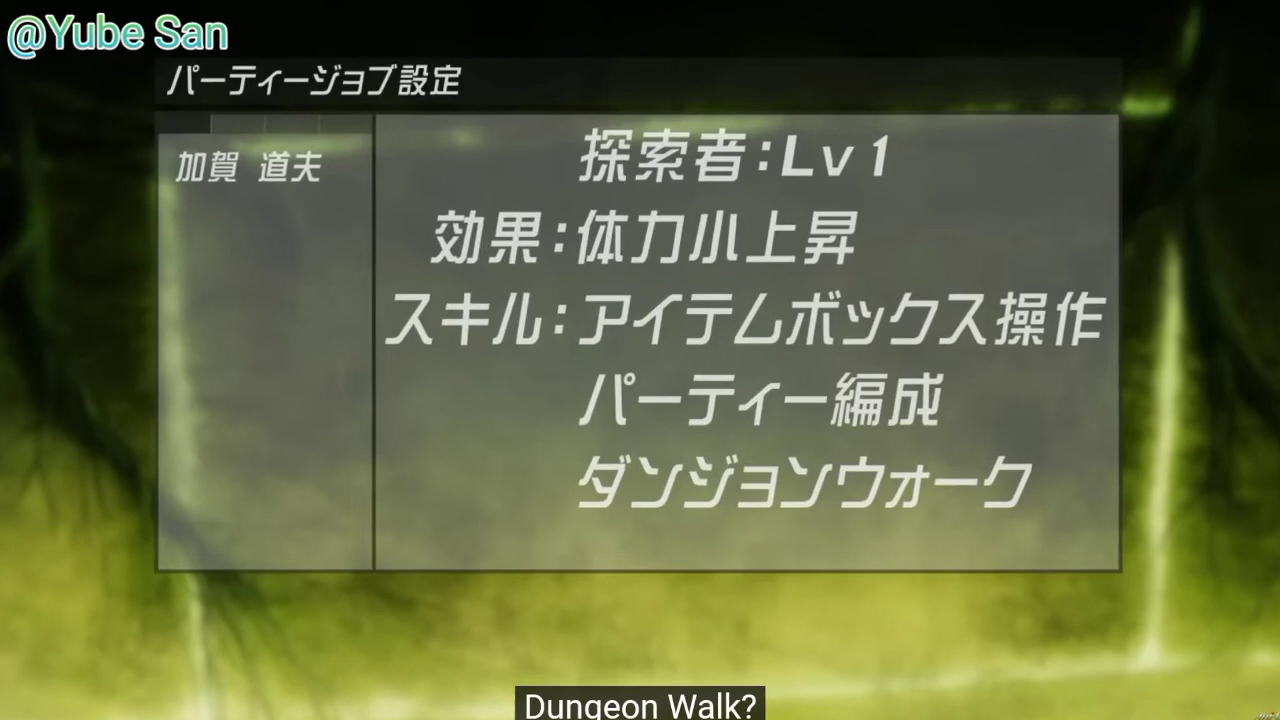 @Yube San
パーティージョブ設定
加賀 道夫
探索者:Lv1
効果:体力小上昇
スキル:アイテムボックス操作
パーティー編成
ダンジョンウォーク
Dungeon Walk?